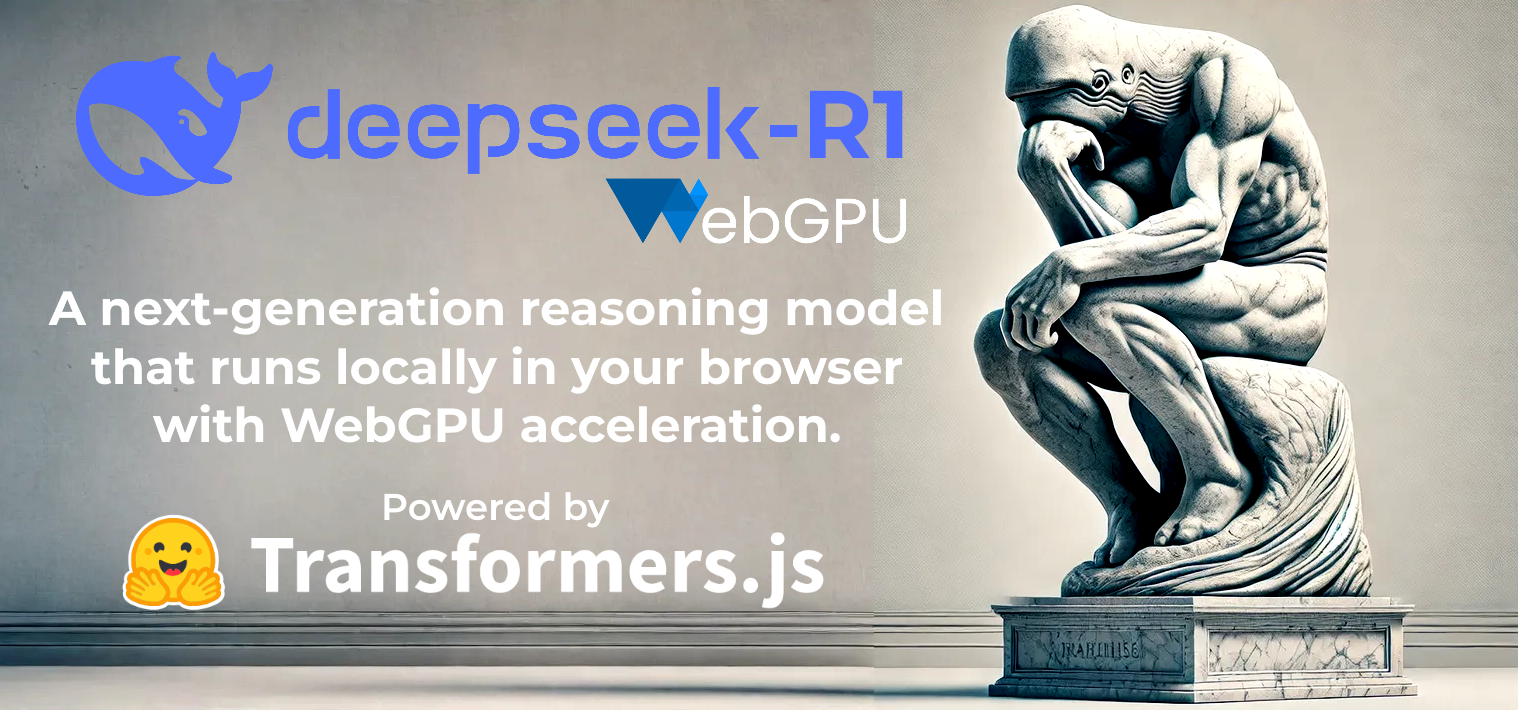 deepseek-R1
WebGPU
A next-generation reasoning model
that runs locally in your browser
with WebGPU acceleration.
Powered by
Transformers.js